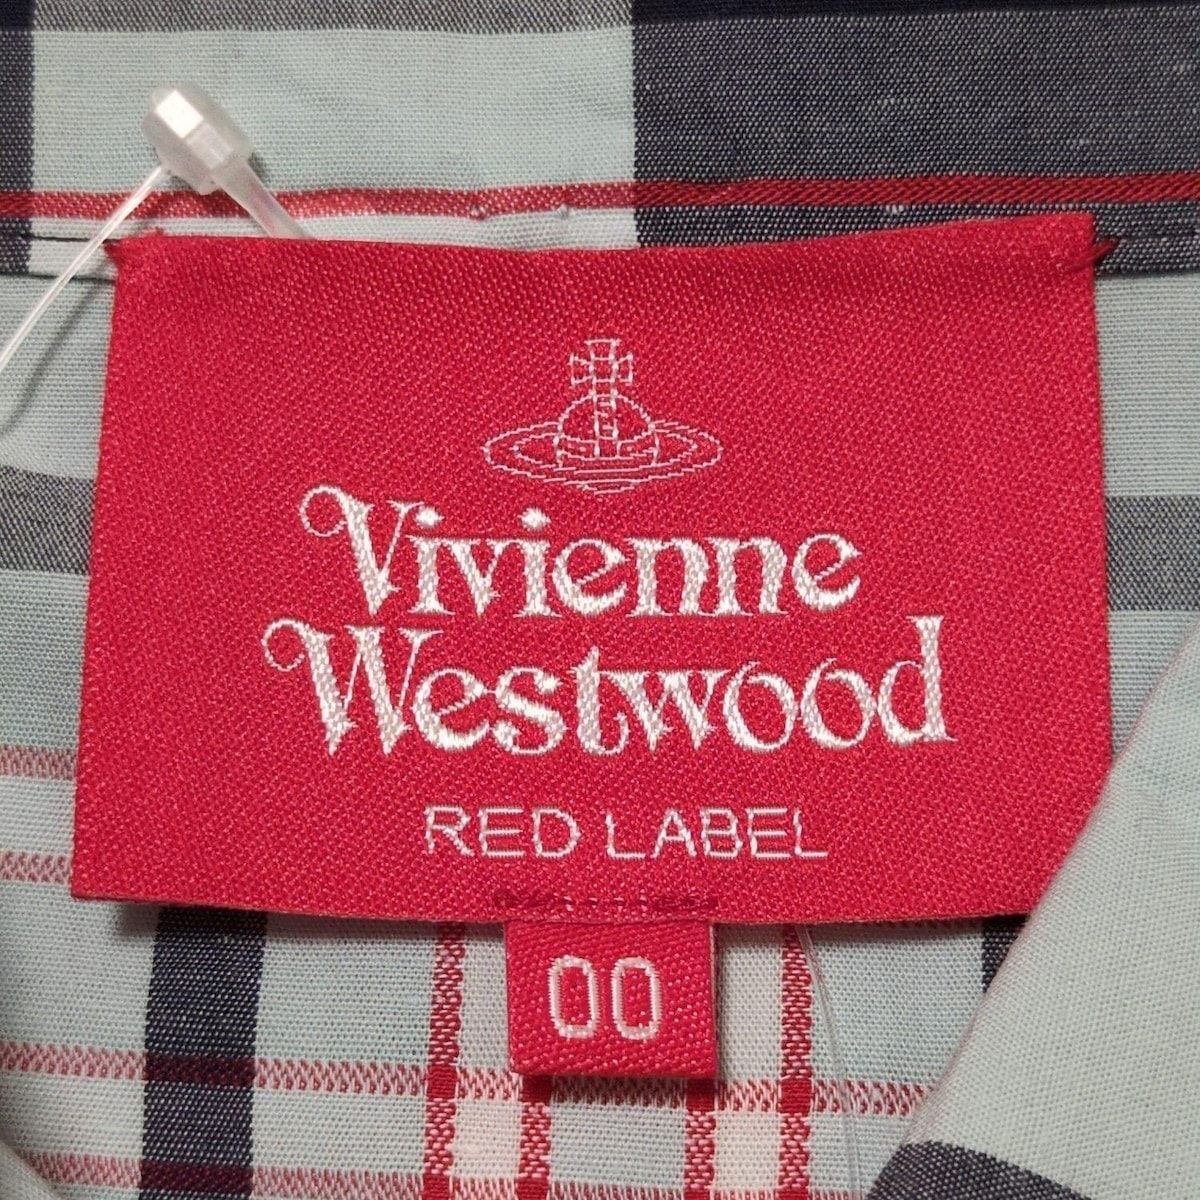 Vivienne
Westwood
RED LABEL
00